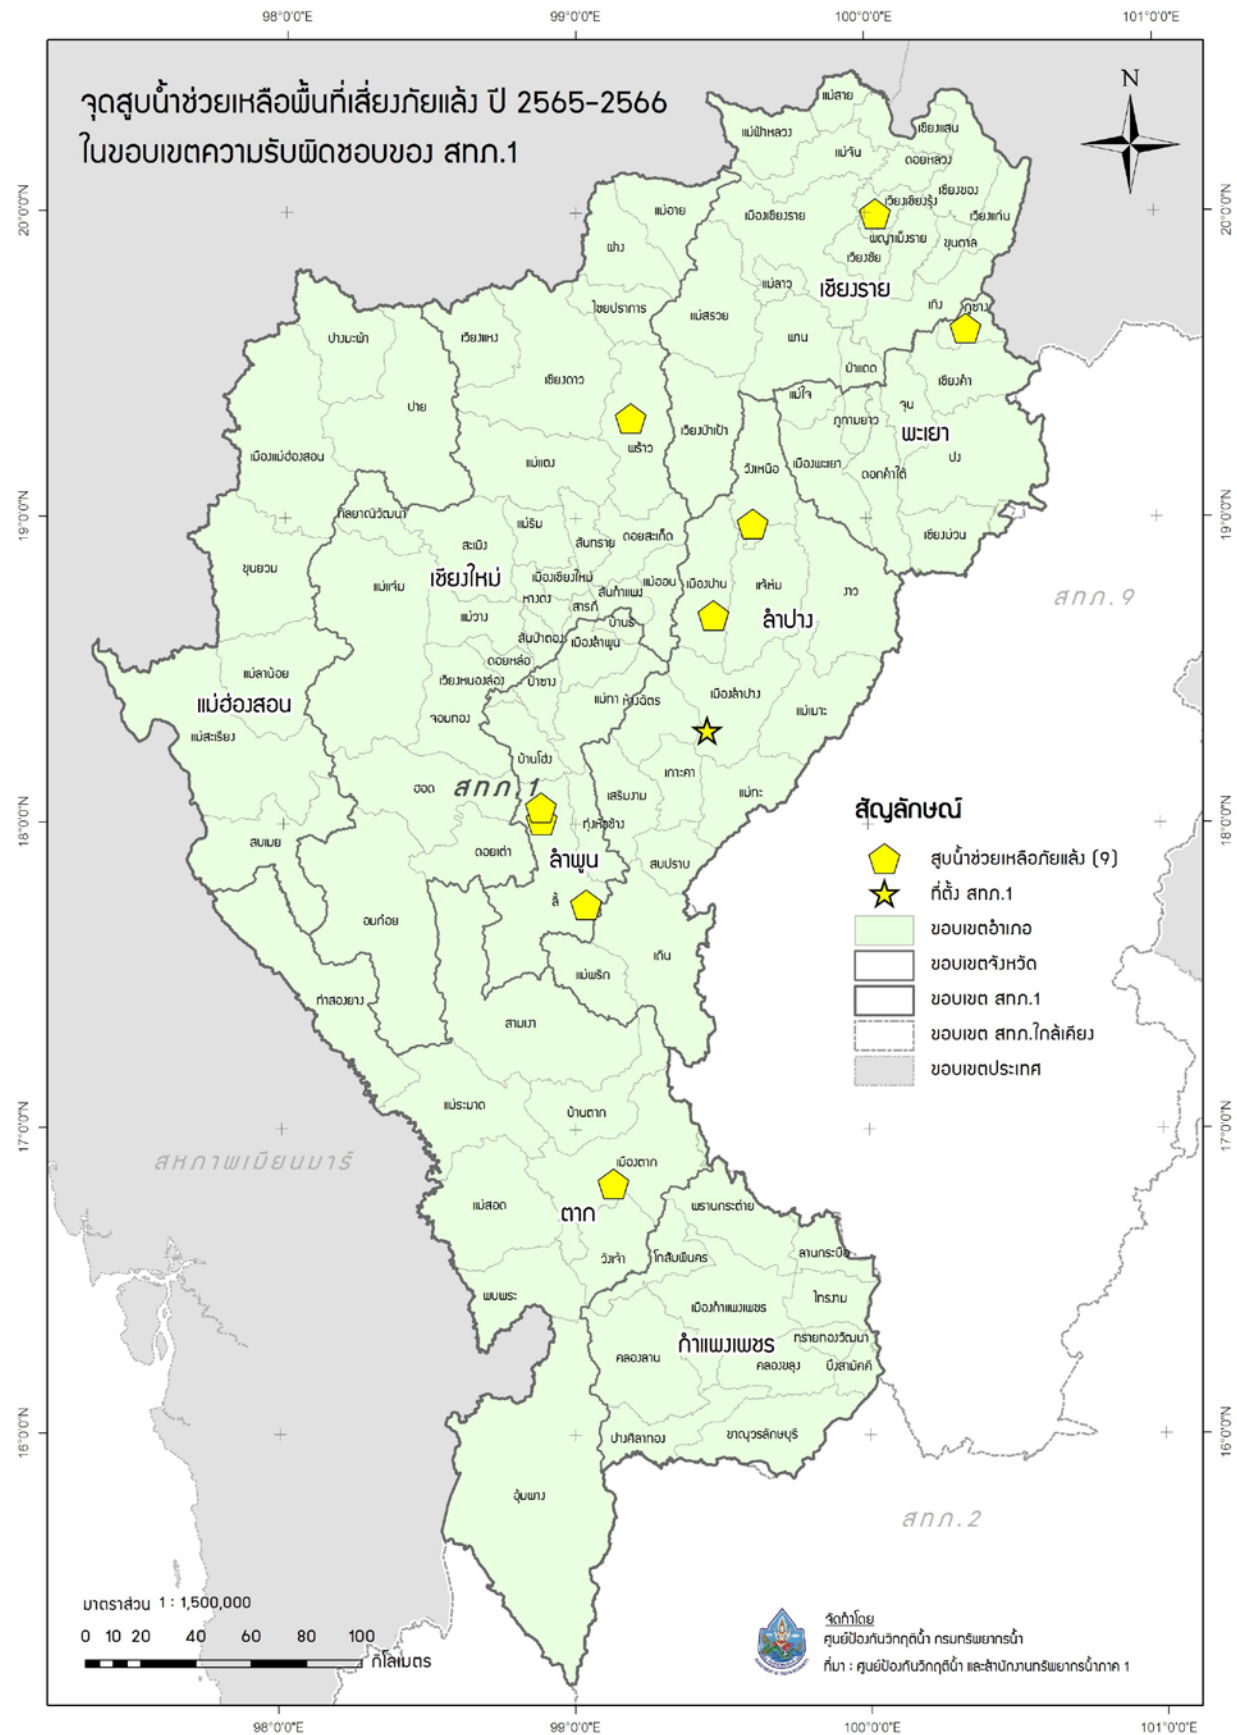 98°0'0"E 99°0'0"E 100°0'0"E 101°0'0"E
จุดสูบน้ำช่วยเหลือพื้นที่เสี่ยงภัยแล้ง ปี 2565-2566
ในขอบเขตความรับผิดชอบของ สทภ.1
N
20°0'0"N 20°0'0"N
19°0'0"N 19°0'0"N
18°0'0"N 18°0'0"N
17°0'0"N 17°0'0"N
16°0'0"N 16°0'0"N
แม่สาย
แม่ฟ้าหลวง
เชียงแสน
แม่จัน
ดอยหลวง
เชียงของ
เวียงเชียงรุ้ง
เวียงแก่น
เมืองเชียงราย
พญาเม็งราย
ขุนตาล
เวียงชัย
แม่ลาว
เชียงราย
เทิง
ภูซาง
แม่สรวย
พาน
ป่าแดด
เชียงคำ
แม่อาย
ฝาง
ไชยปราการ
ปางมะผ้า
เวียงแหง
เชียงดาว
ปาย
แม่ใจ
จุน
ภูกามยาว
พะเยา
เวียงป่าเป้า
พร้าว
ปง
เมืองแม่ฮ่องสอน
แม่แตง
วังเหนือ
เมืองพะเยา
ดอกคำใต้
กัลยาณิวัฒนา
แม่ริม
เชียงม่วน
สะเมิง
สันทราย
ดอยสะเก็ด
ขุนยวม
แม่แจ่ม
เชียงใหม่
เมืองเชียงใหม่
แม่ออน
เมืองปาน
แจ้ห่ม
งาว
สันกำแพง
หางดง
สารภี
สทภ.9
แม่วาง
บ้านธิ
ลำปาง
สันป่าตอง
เมืองลำพูน
ดอยหล่อ
แม่ลาน้อย
เวียงหนองล่อง
ป่าซาง
แม่ฮ่องสอน
แม่ทา
ห้างฉัตร
เมืองลำปาง
แม่เมาะ
จอมทอง
แม่สะเรียง
บ้านโฮ่ง
เกาะคา
ฮอด
สทภ.1
เสริมงาม
แม่ทะ
ทุ่งหัวช้าง
สบเมย
ดอยเต่า
ลำพูน
สบปราบ
ลี้
อมก๋อย
เถิน
แม่พริก
ท่าสองยาง
สามเงา
แม่ระมาด
บ้านตาก
สหภาพเมียนมาร์
เมืองตาก
แม่สอด
ตาก
พรานกระต่าย
วังเจ้า
โกสัมพีนคร
ลานกระบือ
พบพระ
เมืองกำแพงเพชร
ไทรงาม
กำแพงเพชร
ทรายทองวัฒนา
คลองลาน
คลองขลุง
บึงสามัคคี
ปางศิลาทอง
ขาณุวรลักษบุรี
อุ้มผาง
สทภ.2
สัญลักษณ์
สูบน้ำช่วยเหลือภัยแล้ง (9)
ที่ตั้ง สทภ.1
ขอบเขตอำเภอ
ขอบเขตจังหวัด
ขอบเขต สทภ.1
ขอบเขต สทภ.ใกล้เคียง
ขอบเขตประเทศ
มาตราส่วน 1 : 1,500,000
0 10 20 40 60 80 100
กิโลเมตร
จัดทำโดย
ศูนย์ป้องกันวิกฤติน้ำ กรมทรัพยากรน้ำ
ที่มา : ศูนย์ป้องกันวิกฤติน้ำ และสำนักงานทรัพยากรน้ำภาค 1
98°0'0"E 99°0'0"E 100°0'0"E 101°0'0"E